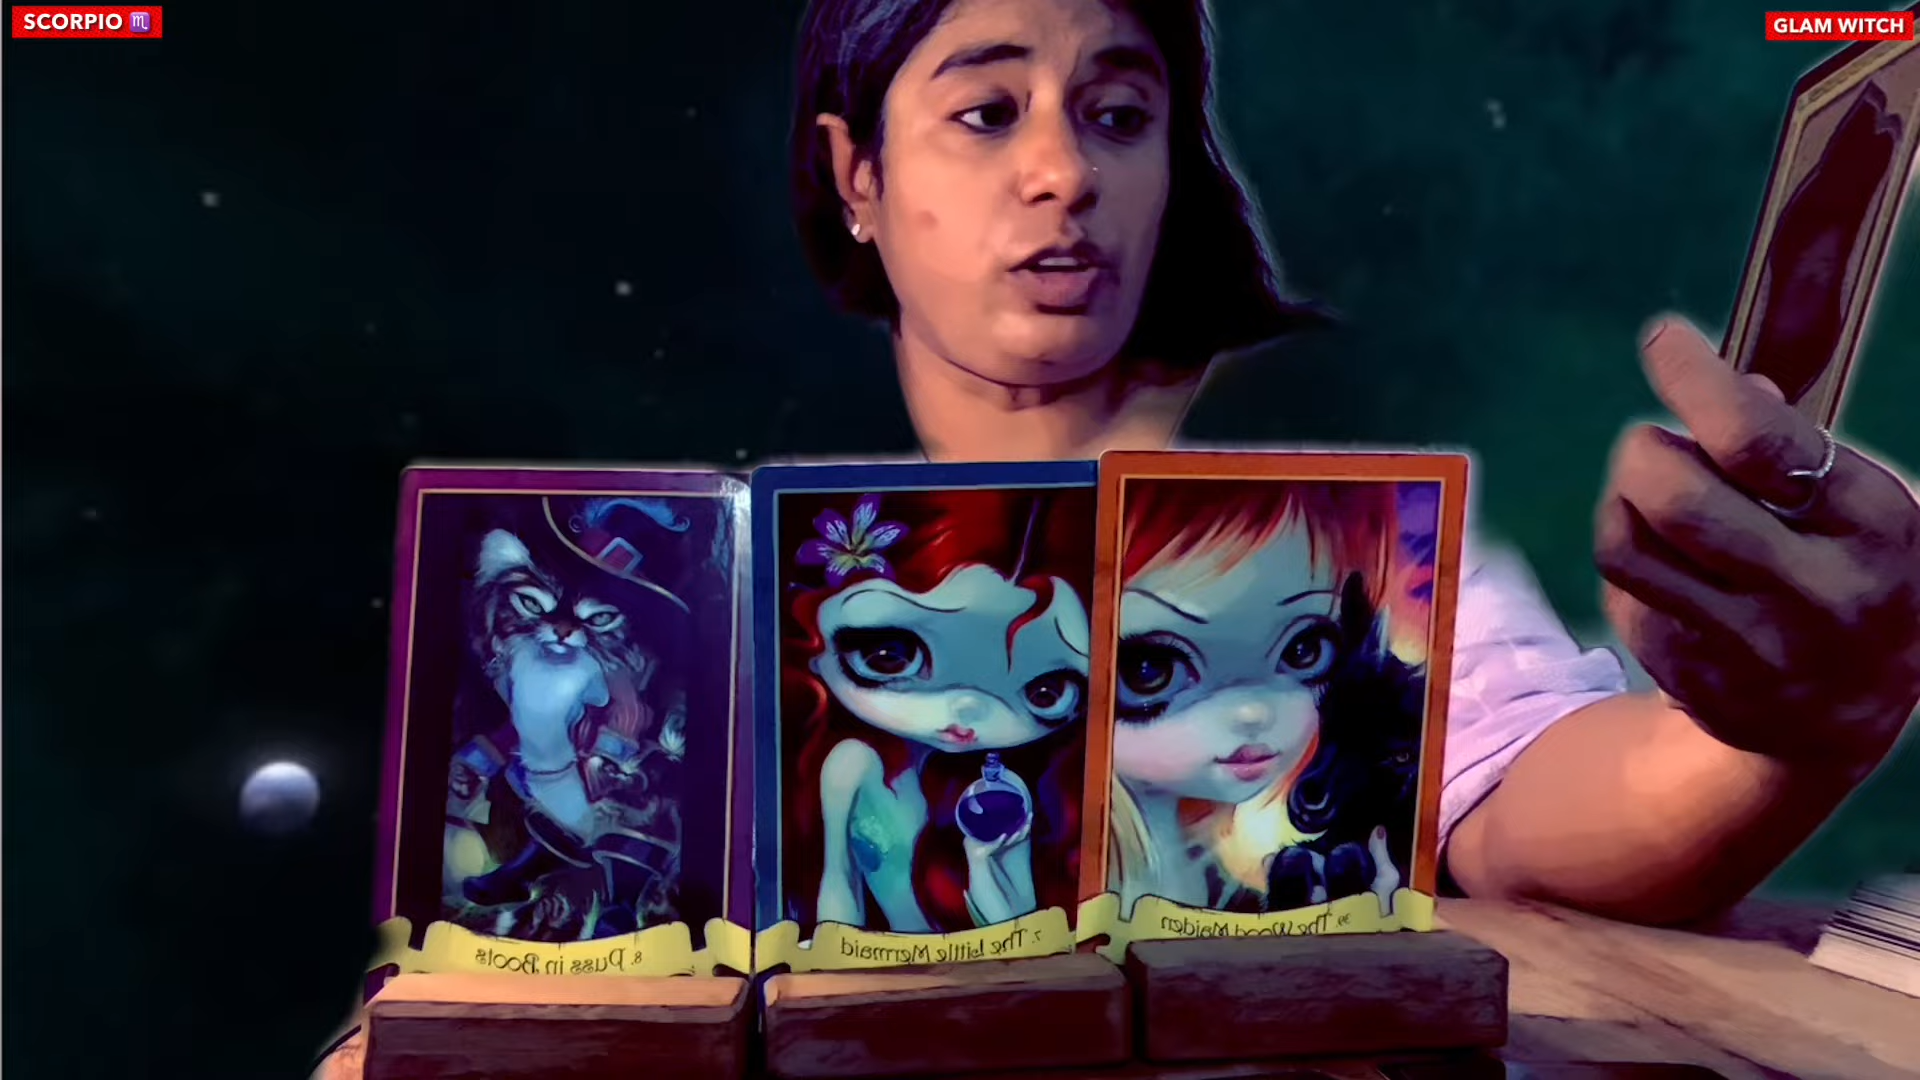 SCORPIO ♏
GLAM WITCH
8. Puss in Boots
7. The Little Mermaid
39. The Wood Maiden